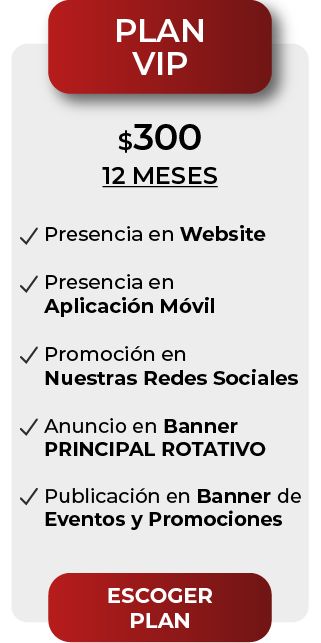 PLAN
VIP
$300
12 MESES
Presencia en Website
Presencia en
Aplicación Móvil
Promoción en
Nuestras Redes Sociales
Anuncio en Banner
PRINCIPAL ROTATIVO
Publicación en Banner de
Eventos y Promociones
ESCOGER
PLAN